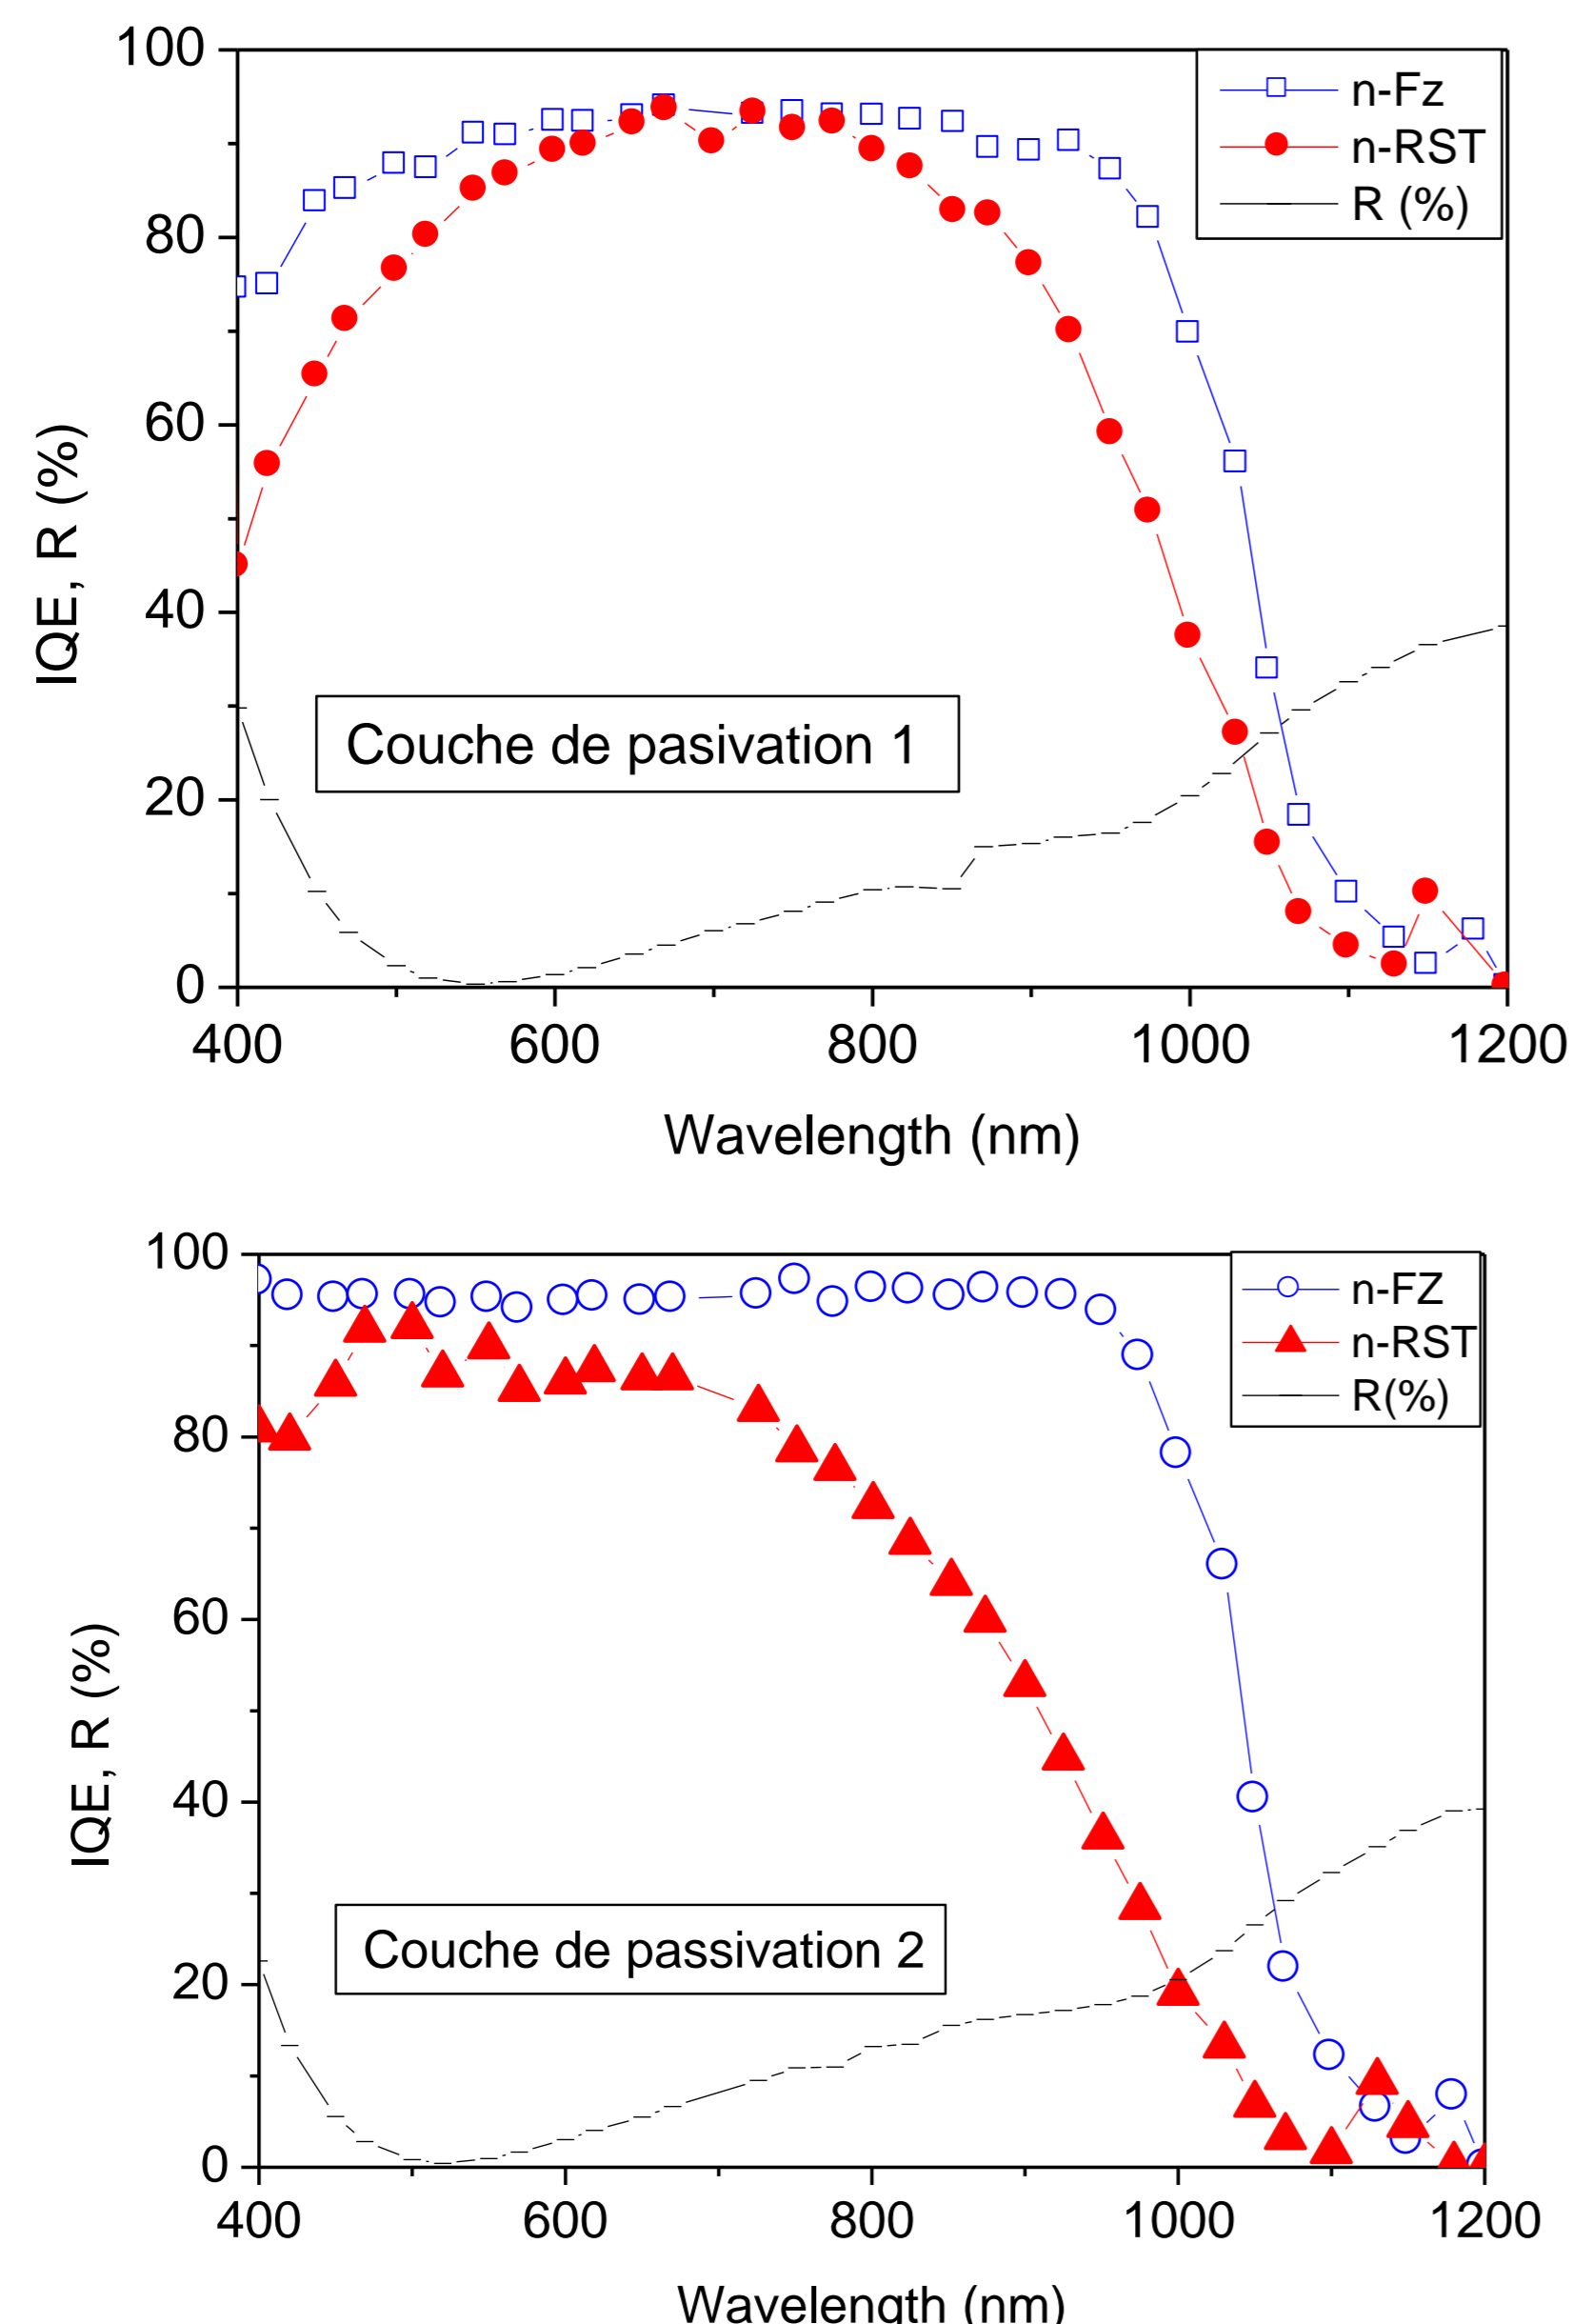 100
80
60
40
20
0
IQE, R (%)
n-Fz
n-RST
R (%)
Couche de pasivation 1
400 600 800 1000 1200
Wavelength (nm)
100
80
60
40
20
0
IQE, R (%)
n-FZ
n-RST
R(%)
Couche de passivation 2
400 600 800 1000 1200
Wavelength (nm)